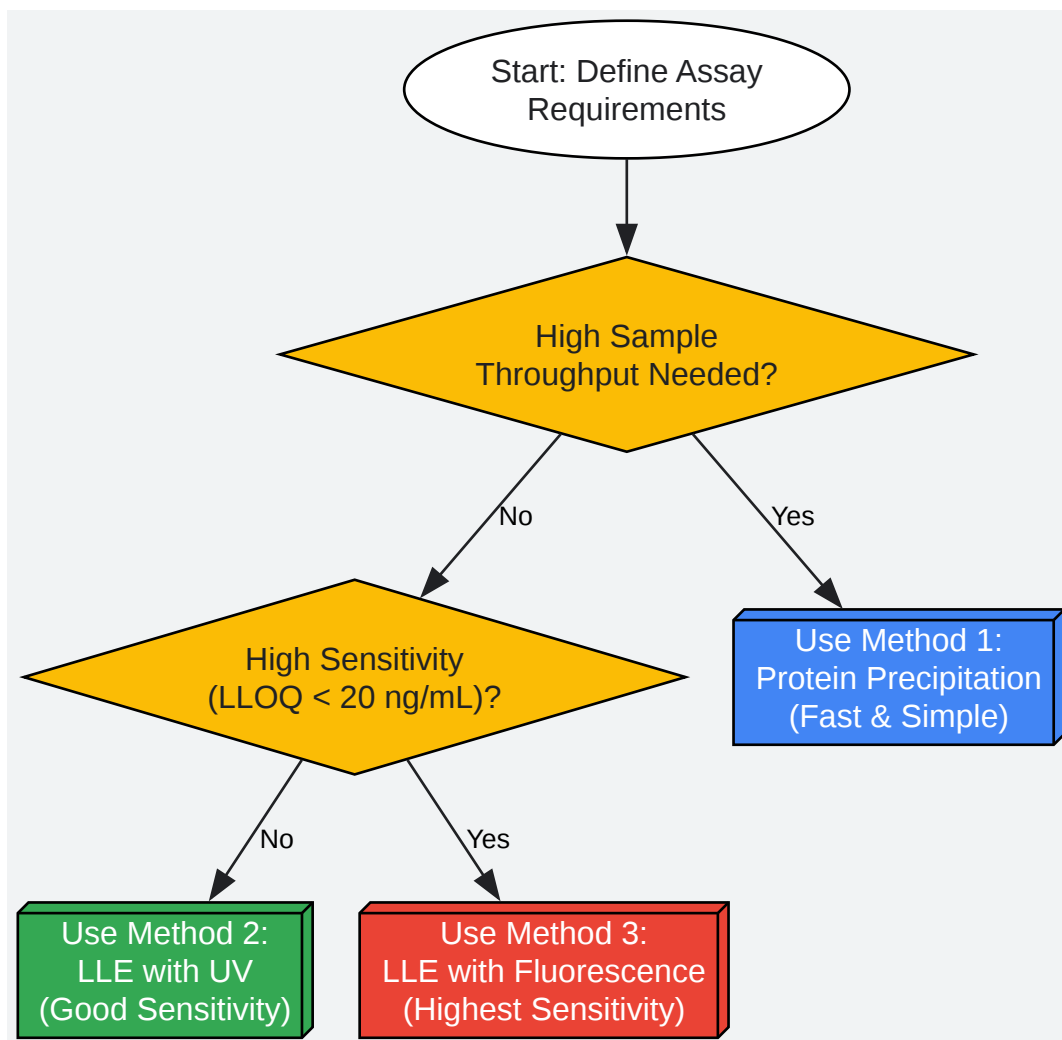 Start: Define Assay
Requirements
High Sample
Throughput Needed?
No
Yes
High Sensitivity
(LLOQ < 20 ng/mL)?
Use Method 1:
Protein Precipitation
(Fast & Simple)
No
Yes
Use Method 2:
LLE with UV
(Good Sensitivity)
Use Method 3:
LLE with Fluorescence
(Highest Sensitivity)